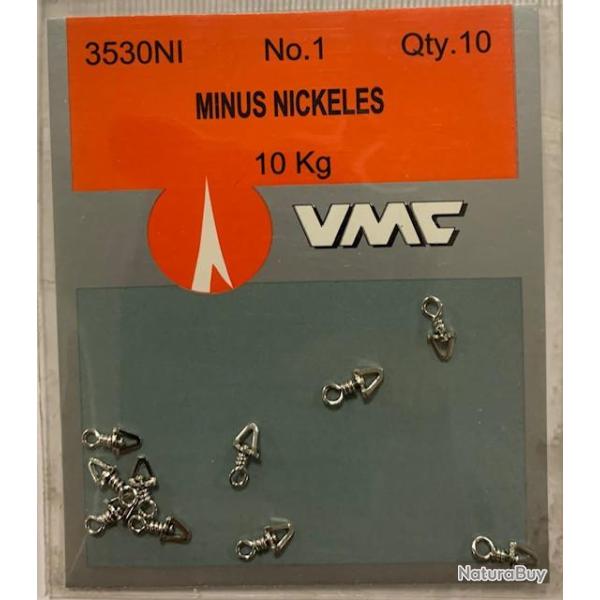 3530NI No.1 Qty.10
MINUS NICKELES
10 Kg
VMC
NaturaBuy